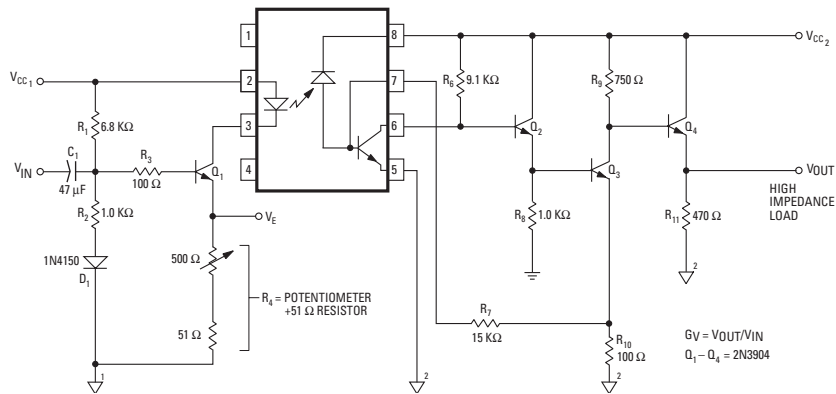 1
8
V CC1
2
7
3
6
4
5
V CC2
R1 6.8 KΩ
VIN
C1
47 µF
R3
100 Ω
Q1
R2 1.0 KΩ
1N4150
D1
VE
500 Ω
51 Ω
R4 = POTENTIOMETER
+51 Ω RESISTOR
R6 9.1 KΩ
R9 750 Ω
Q2
Q3
Q4
R8 1.0 KΩ
VOUT
HIGH
IMPEDANCE
LOAD
R11 470 Ω
2
R7
15 KΩ
R10
100 Ω
GV = VOUT/VIN
Q1 – Q4 = 2N3904
1
2
2